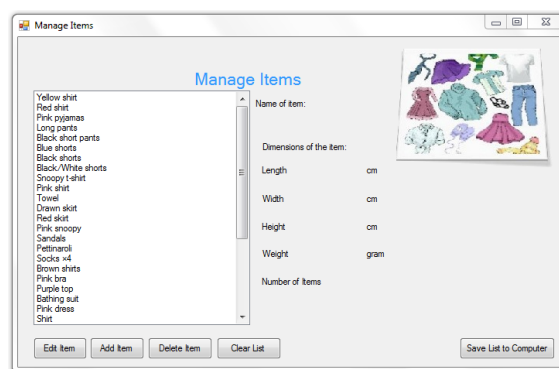 Manage Items
Manage Items
Yellow shirt
Red shirt
Pink pyjamas
Long pants
Black short pants
Blue shorts
Black shorts
Black/White shorts
Snoopy t-shirt
Pink shirt
Towel
Drawn skirt
Red skirt
Pink snoopy
Sandals
Pettinaroli
Socks ×4
Brown shirts
Pink bra
Purple top
Bathing suit
Pink dress
Shirt
Name of item:
Dimensions of the item:
Length cm
Width cm
Height cm
Weight gram
Number of Items
Edit Item Add Item Delete Item Clear List Save List to Computer